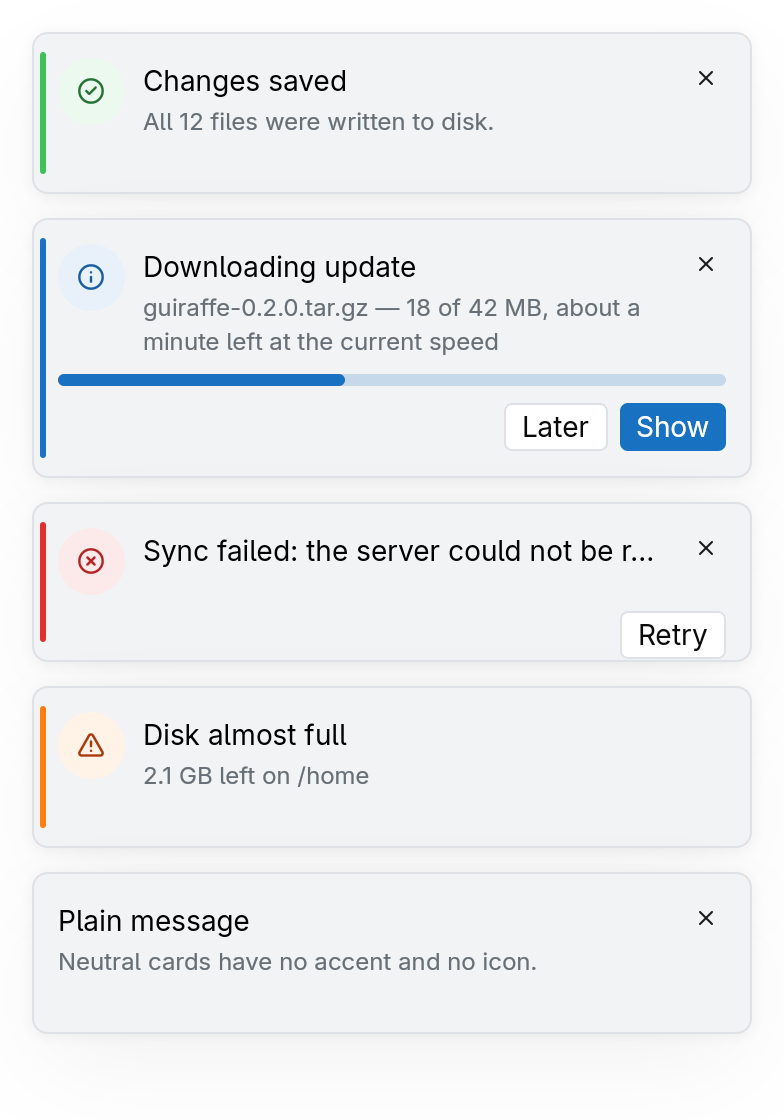 Changes saved
All 12 files were written to disk.
Downloading update
guiraffe-0.2.0.tar.gz — 18 of 42 MB, about a
minute left at the current speed
Later
Show
Sync failed: the server could not be r...
Retry
Disk almost full
2.1 GB left on /home
Plain message
Neutral cards have no accent and no icon.